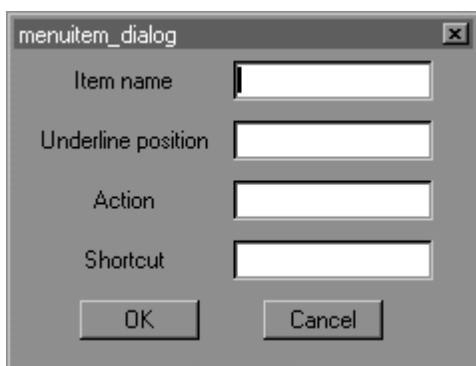 menuitem_dialog
Item name
Underline position
Action
Shortcut
OK Cancel